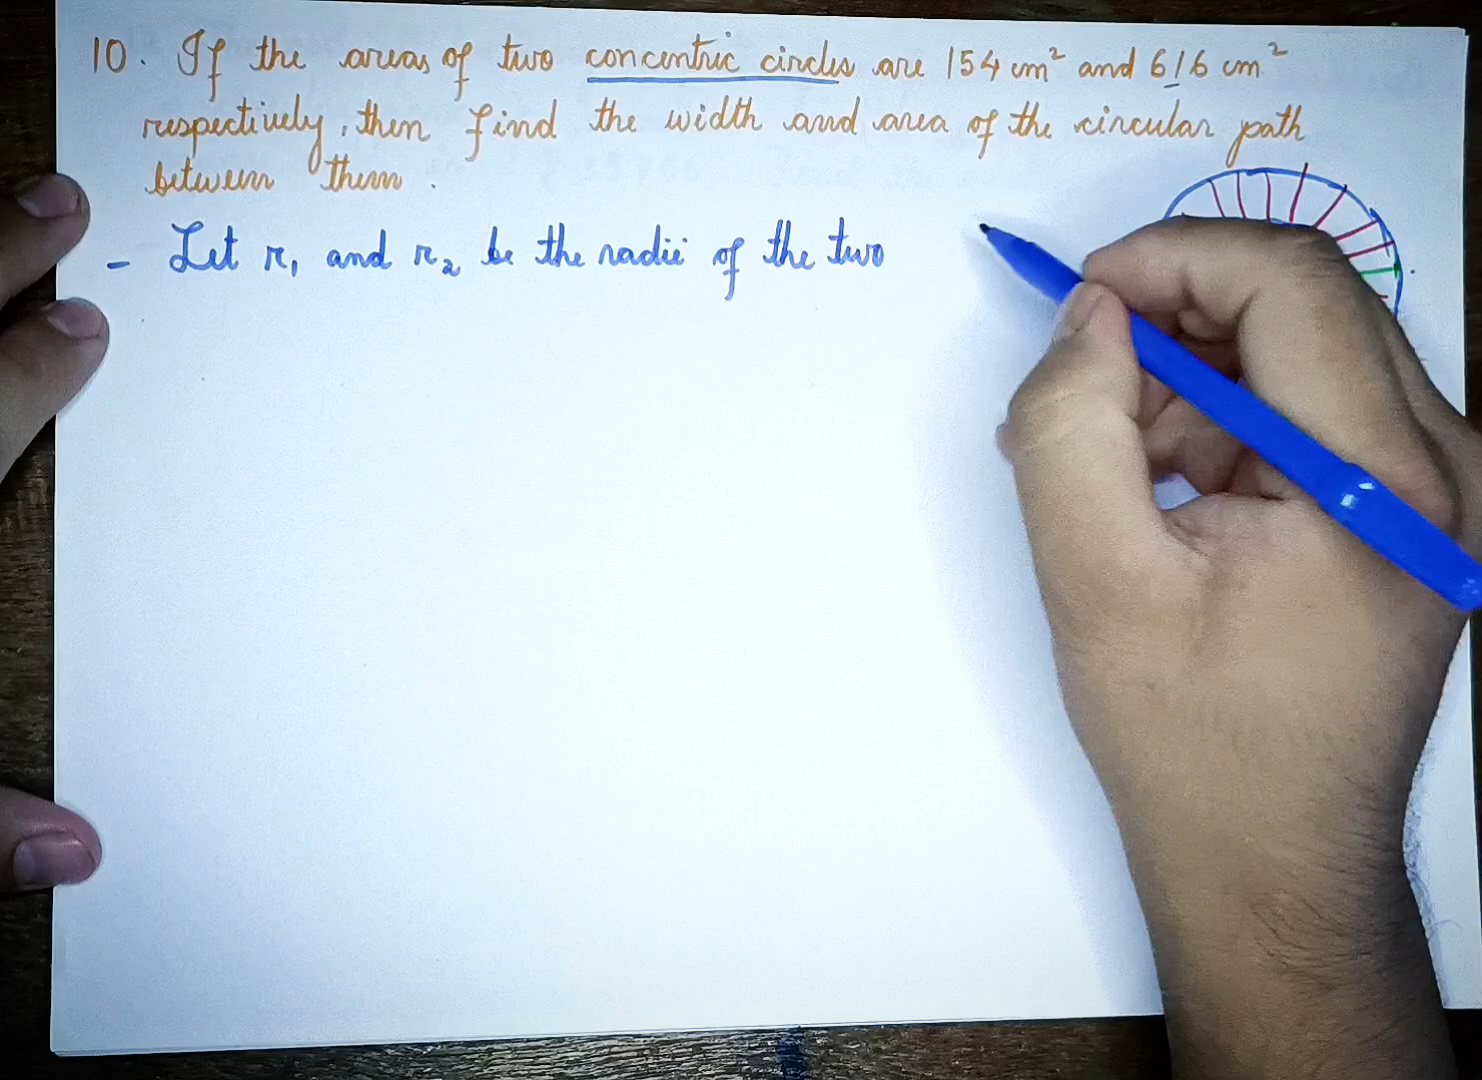 10. If the areas of two concentric circles are 154 cm² and 616 cm²
respectively, then find the width and area of the circular path
between them.
- Let r₁ and r₂ be the radii of the two